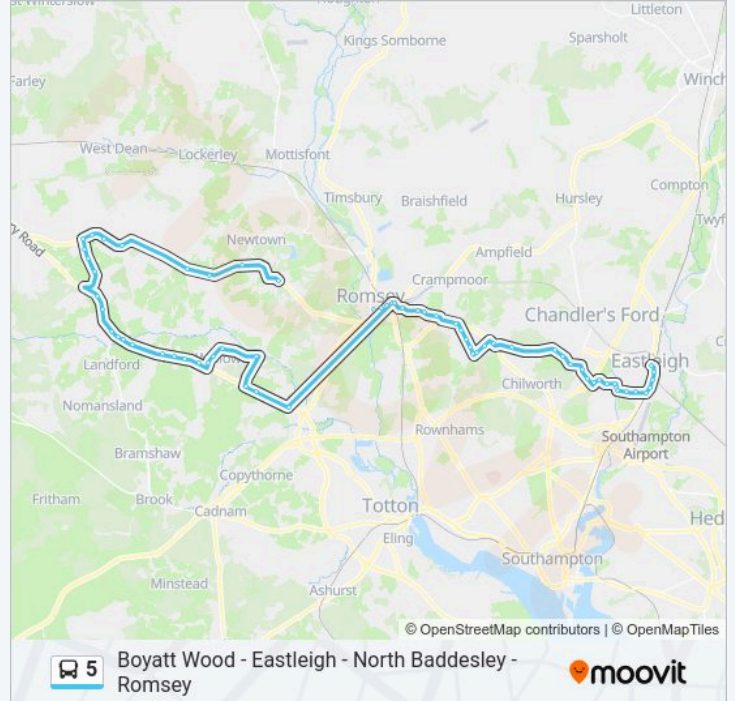 st Winterslow
Houghton
Littleton
Kings Somborne
Sparsholt
Farley
Winch
West Dean
Lockerley
Mottisfont
Compton
Timsbury
Braishfield
Hursley
Twyf
ry Road
Newtown
Ampfield
Crampmoor
Romsey
Chandler's Ford
Landford
Eastleigh
Chilworth
Nomansland
Rownhams
Southampton
Airport
Bramshaw
Copythorne
Fritham
Brook
Cadnam
Totton
Hed
Eling
Southampton
Minstead
Ashurst
© OpenStreetMap contributors | © OpenMapTiles
5
Boyatt Wood - Eastleigh - North Baddesley -
Romsey
moovit